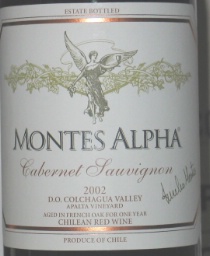 ESTATE BOTTLED
MONTES ALPHA
Cabernet Sauvignon
2002
D.O. COLCHAGUA VALLEY
APALTA VINEYARD
AGED IN FRENCH OAK FOR ONE YEAR
CHILEAN RED WINE
PRODUCE OF CHILE